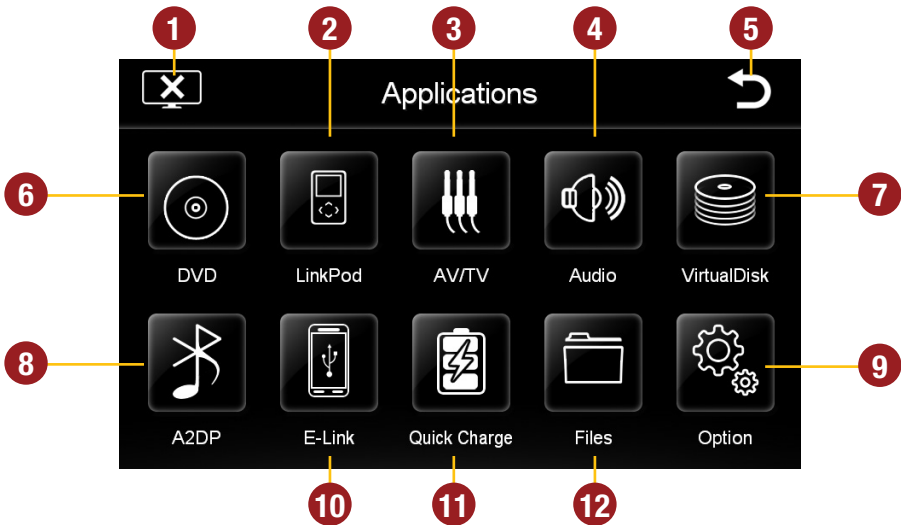 1 2 3 4 5
Applications
6 7
DVD LinkPod AV/TV Audio VirtualDisk
8 9
A2DP E-Link Quick Charge Files Option
10 11 12